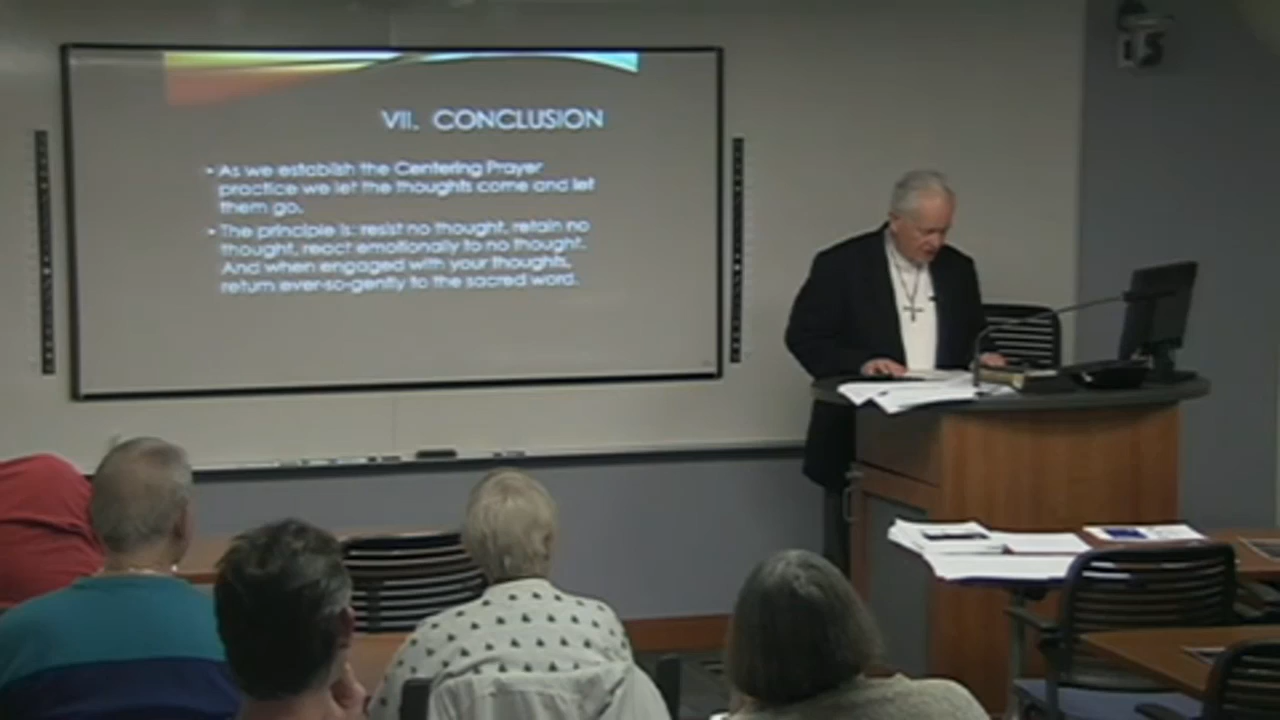 VII. CONCLUSION
• As we establish the Centering Prayer
practice we let the thoughts come and let
them go.
• The principle is: resist no thought, retain no
thought, react emotionally to no thought.
And when engaged with your thoughts,
return ever-so-gently to the sacred word.
15